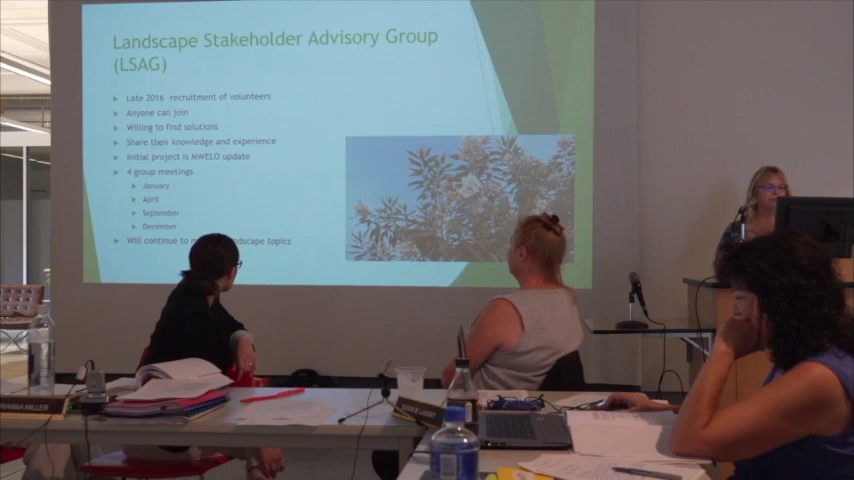 Landscape Stakeholder Advisory Group
(LSAG)
Late 2016 -recruitment of volunteers
Anyone can join
Willing to find solutions
Share their knowledge and experience
Initial project is MWELO update
4 group meetings
January
April
September
December
Will continue to landscape topics
MILLER